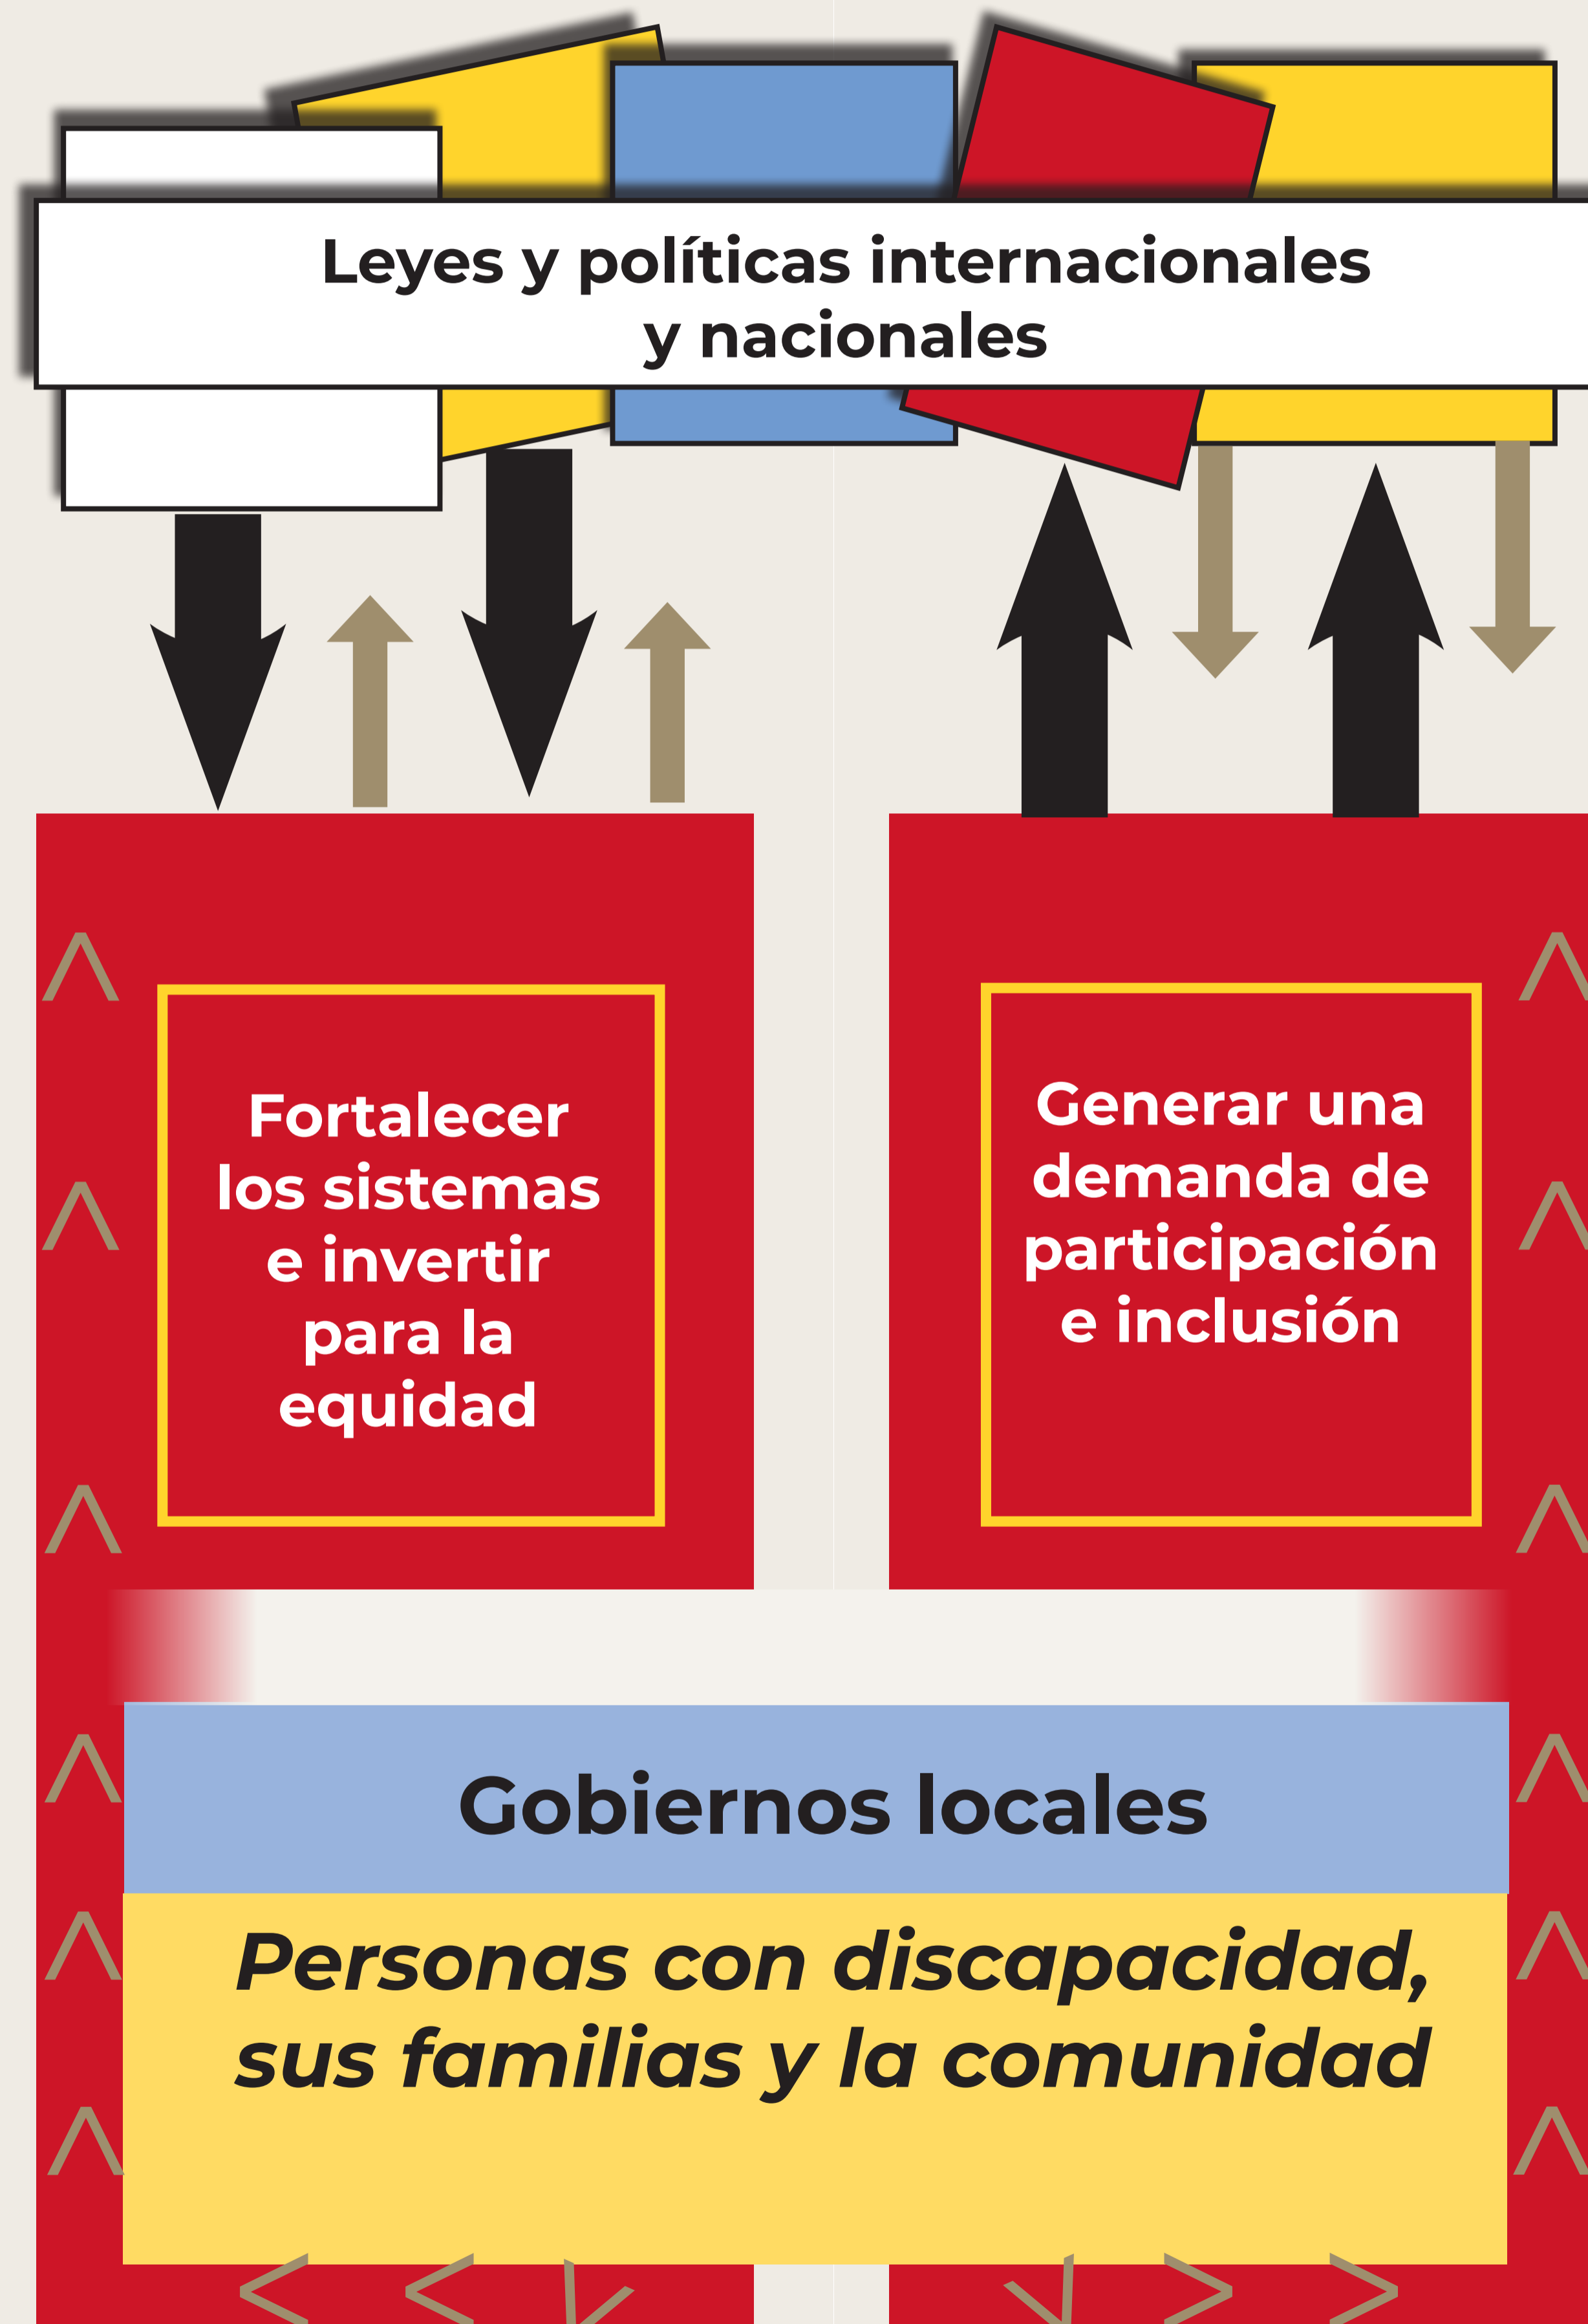 Leyes y políticas internacionales
y nacionales
Fortalecer
los sistemas
e invertir
para la
equidad
Generar una
demanda de
participación
e inclusión
Gobiernos locales
Personas con discapacidad,
sus familias y la comunidad